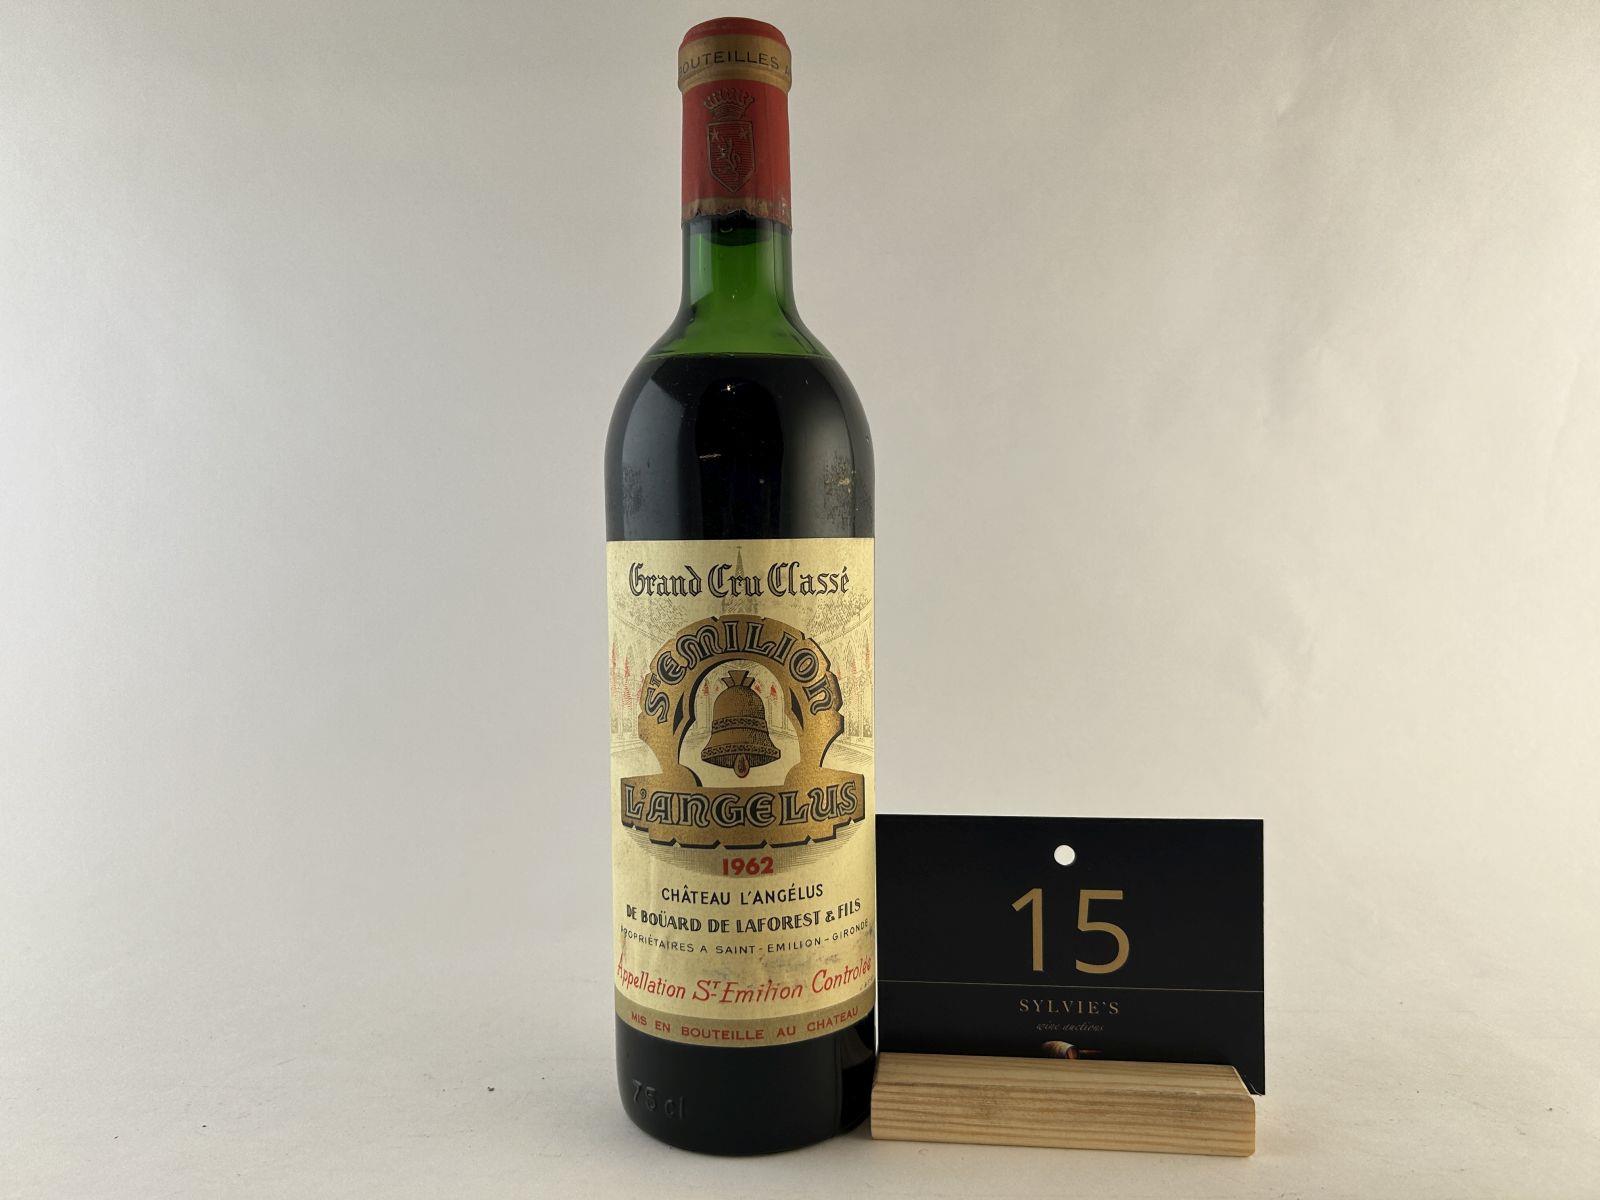 BOUTEILLES
Grand Cru Classé
ST EMILION
L'ANGELUS
1962
CHÂTEAU L'ANGÉLUS
DE BOÜARD DE LAFOREST & FILS
PROPRIÉTAIRES A SAINT-EMILION-GIRONDE
Appellation ST-Emilion Controlée
MIS EN BOUTEILLE AU CHATEAU
75 cl
15
SYLVIE'S
wine auctions